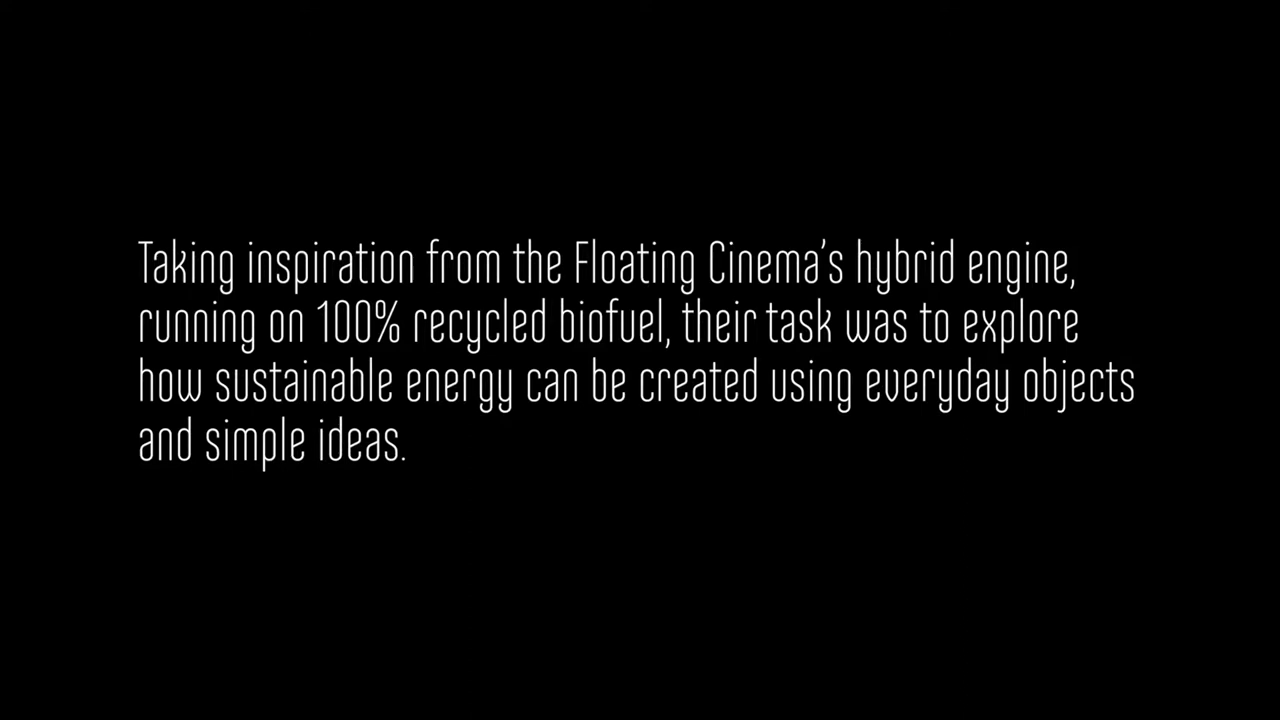 Taking inspiration from the Floating Cinema’s hybrid engine,
running on 100% recycled biofuel, their task was to explore
how sustainable energy can be created using everyday objects
and simple ideas.